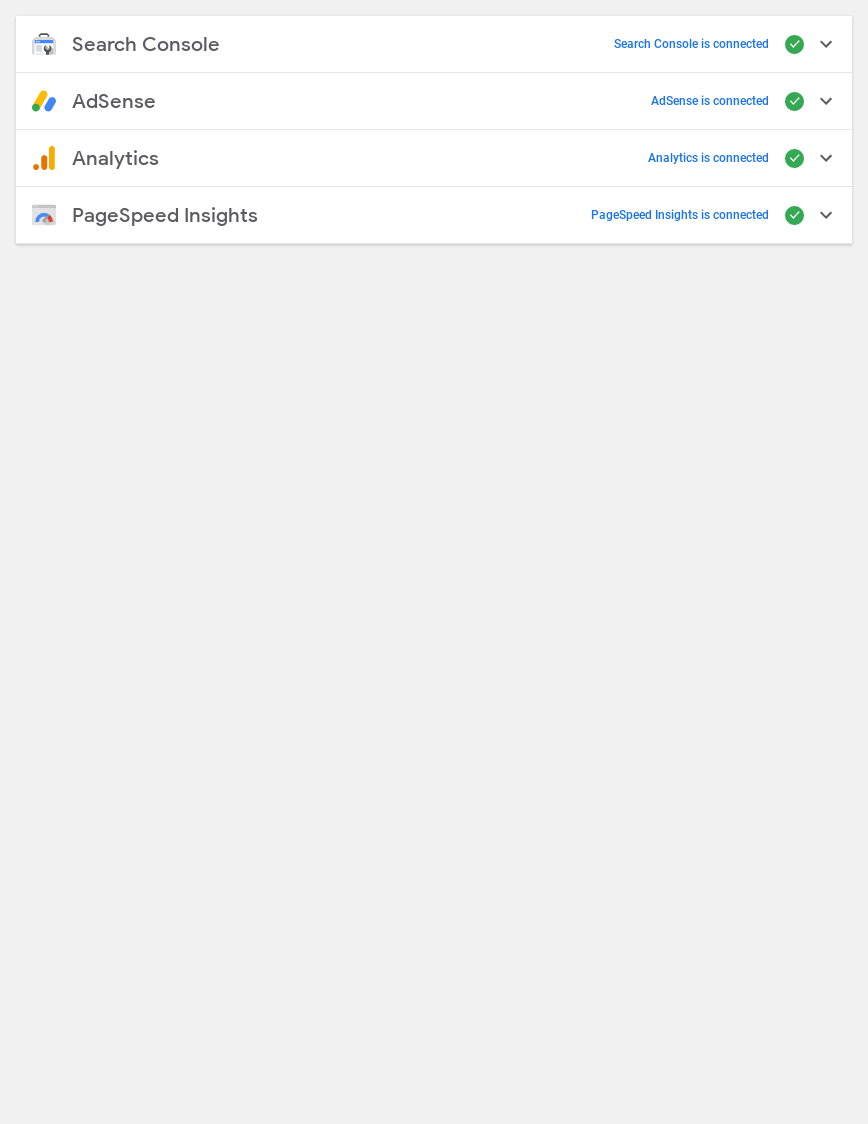 Search Console Search Console is connected
AdSense AdSense is connected
Analytics Analytics is connected
PageSpeed Insights PageSpeed Insights is connected